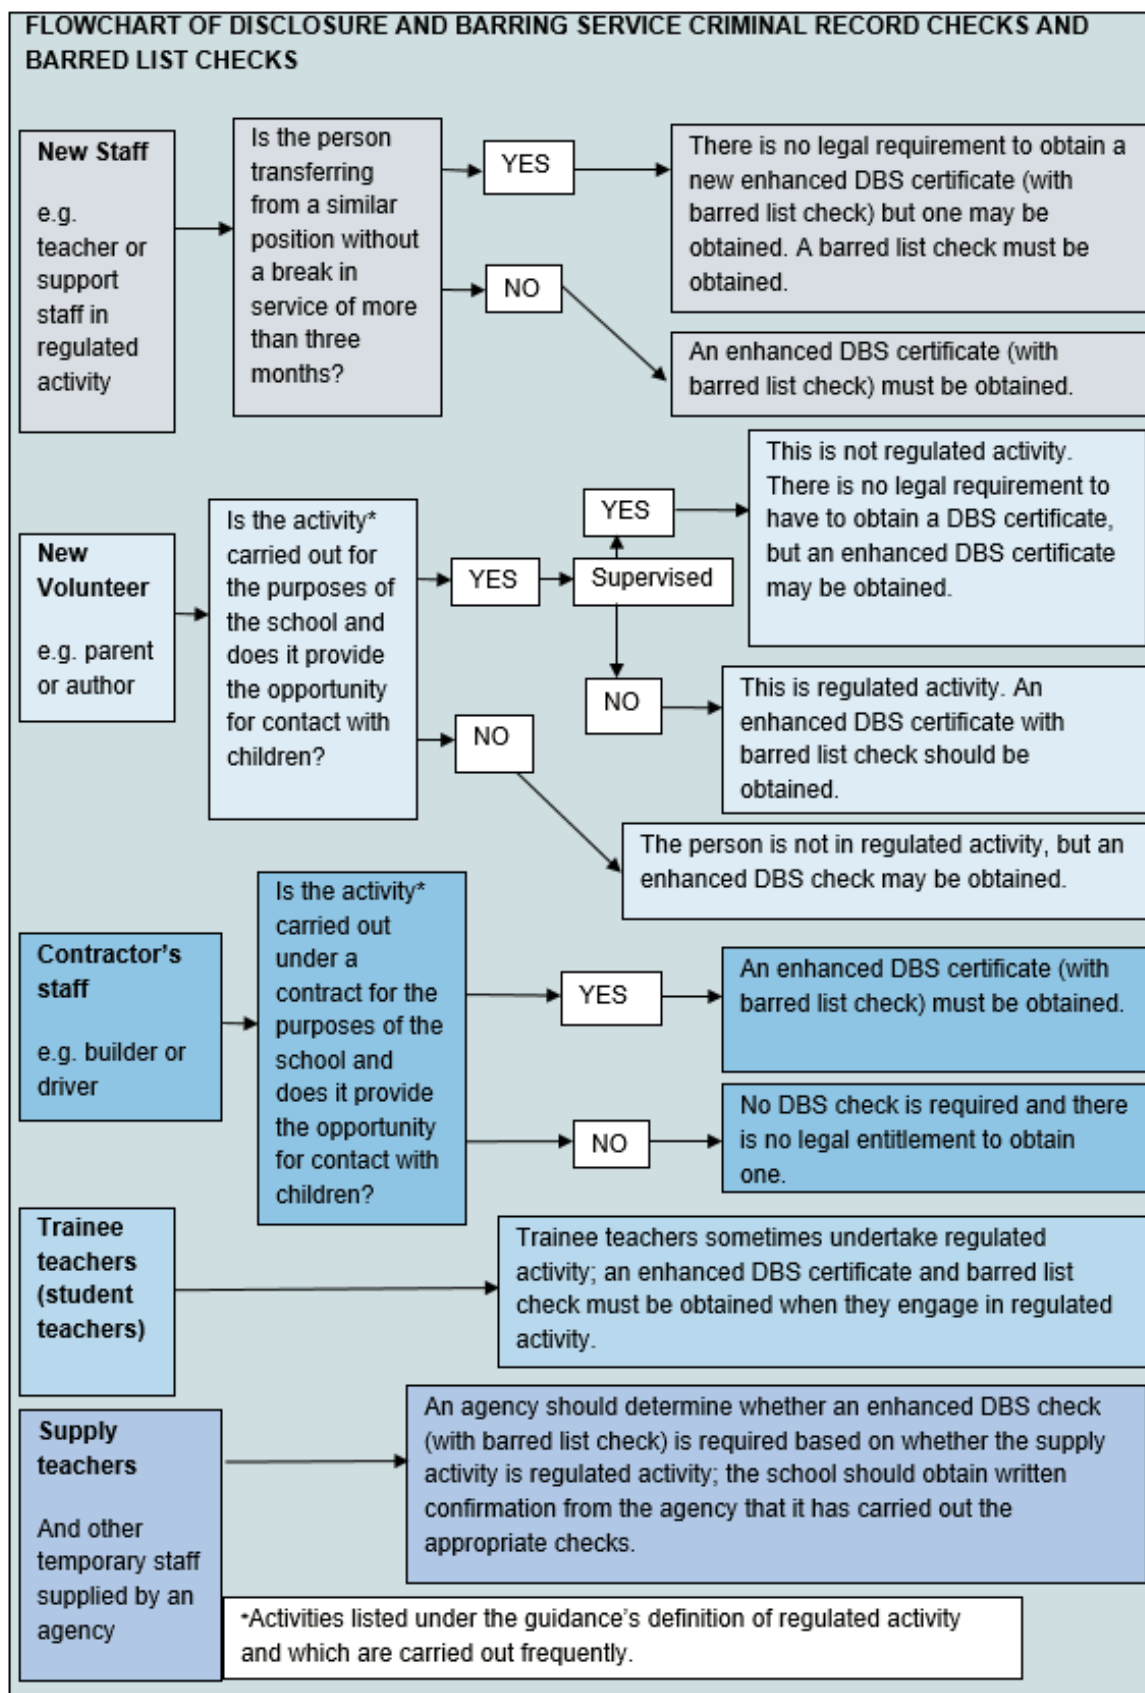 FLOWCHART OF DISCLOSURE AND BARRING SERVICE CRIMINAL RECORD CHECKS AND
BARRED LIST CHECKS
New Staff
e.g.
teacher or
support
staff in
regulated
activity
Is the person
transferring
from a similar
position without
a break in
service of more
than three
months?
YES
NO
There is no legal requirement to obtain a
new enhanced DBS certificate (with
barred list check) but one may be
obtained. A barred list check must be
obtained.
An enhanced DBS certificate (with
barred list check) must be obtained.
New
Volunteer
e.g. parent
or author
Is the activity*
carried out for
the purposes of
the school and
does it provide
the opportunity
for contact with
children?
YES
NO
YES
Supervised
NO
This is not regulated activity.
There is no legal requirement to
have to obtain a DBS certificate,
but an enhanced DBS certificate
may be obtained.
This is regulated activity. An
enhanced DBS certificate with
barred list check should be
obtained.
The person is not in regulated activity, but an
enhanced DBS check may be obtained.
Contractor's
staff
e.g. builder or
driver
Is the activity*
carried out
under a
contract for the
purposes of the
school and
does it provide
the opportunity
for contact with
children?
YES
NO
An enhanced DBS certificate (with
barred list check) must be obtained.
No DBS check is required and there
is no legal entitlement to obtain
one.
Trainee
teachers
(student
teachers)
Trainee teachers sometimes undertake regulated
activity; an enhanced DBS certificate and barred list
check must be obtained when they engage in regulated
activity.
Supply
teachers
And other
temporary staff
supplied by an
agency
An agency should determine whether an enhanced DBS check
(with barred list check) is required based on whether the supply
activity is regulated activity; the school should obtain written
confirmation from the agency that it has carried out the
appropriate checks.
*Activities listed under the guidance's definition of regulated activity
and which are carried out frequently.